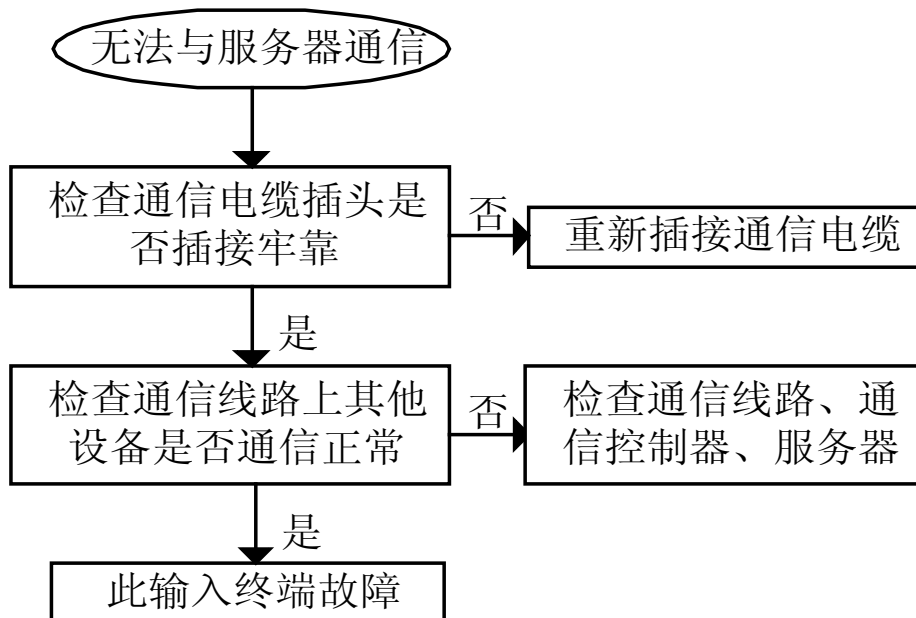 无法与服务器通信
检查通信电缆插头是
否插接牢靠
否
重新插接通信电缆
是
检查通信线路上其他
设备是否通信正常
否
检查通信线路、通
信控制器、服务器
是
此输入终端故障